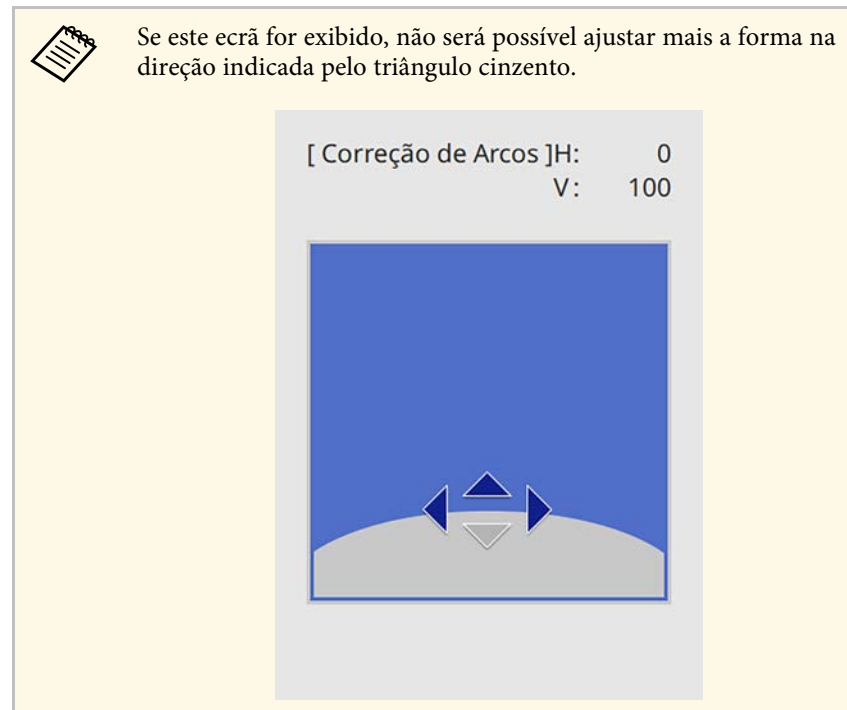 Se este ecrã for exibido, não será possível ajustar mais a forma na
direção indicada pelo triângulo cinzento.
[ Correção de Arcos ]H: 0
V: 100